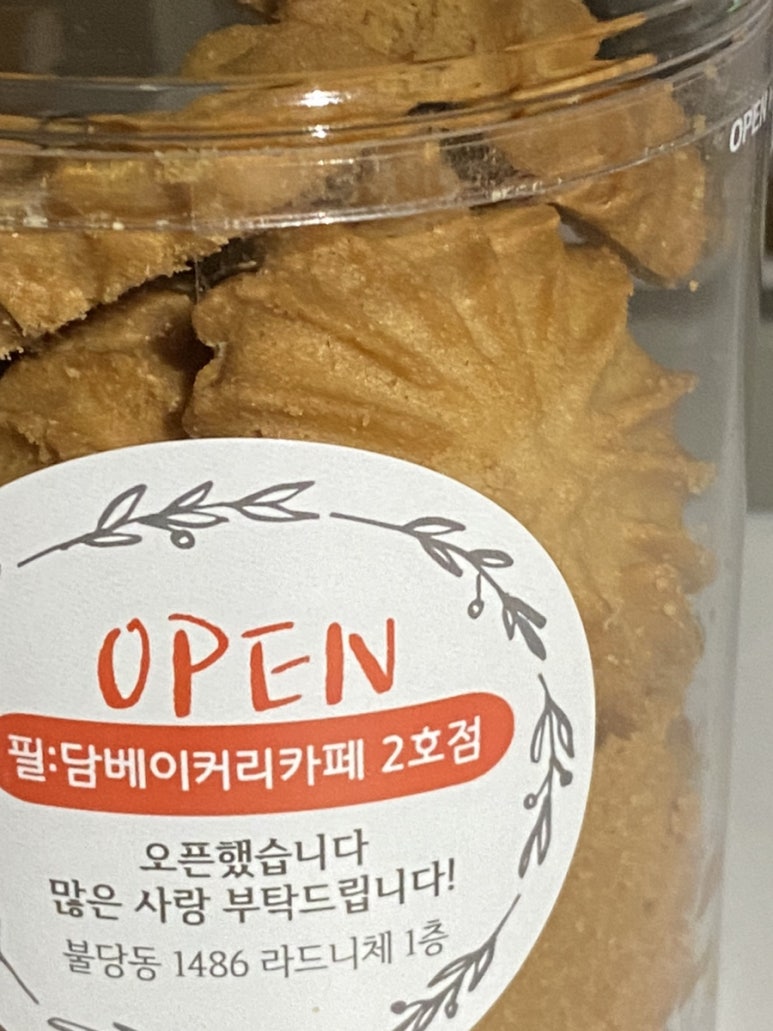 OPEN
OPEN
필:담베이커리카페 2호점
오픈했습니다
많은 사랑 부탁드립니다!
불당동 1486 라드니체 1층